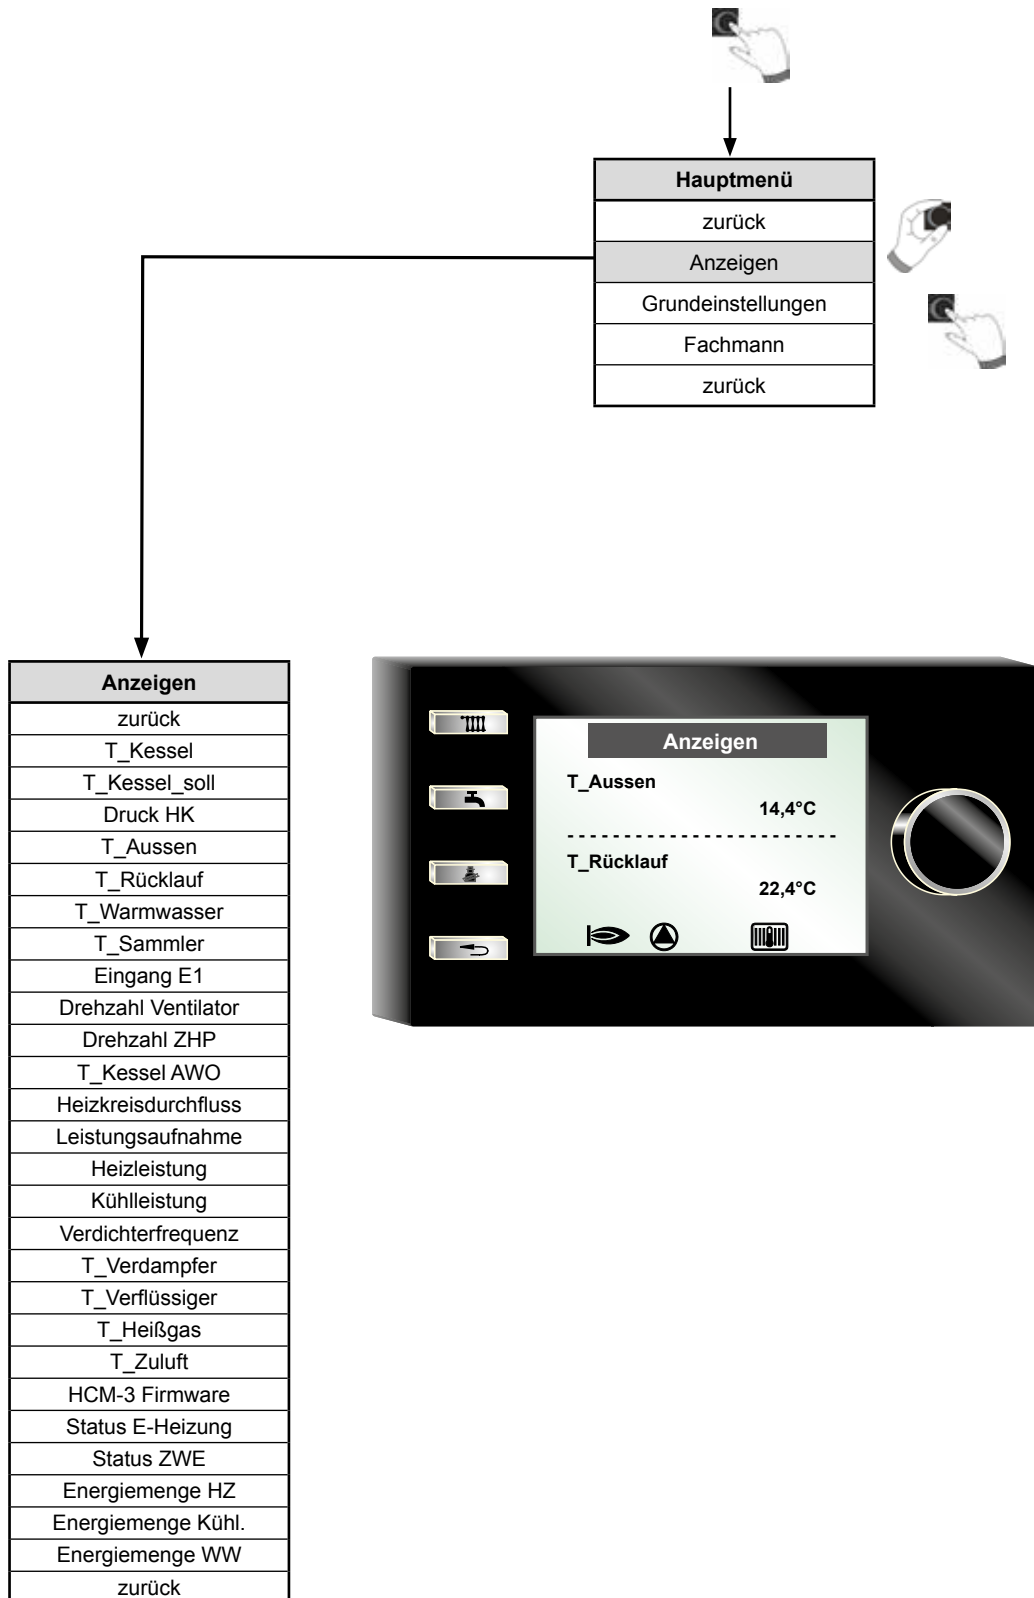 Hauptmenü
zurück
Anzeigen
Grundeinstellungen
Fachmann
zurück
Anzeigen
zurück
T_Kessel
T_Kessel_soll
Druck HK
T_Aussen
T_Rücklauf
T_Warmwasser
T_Sammler
Eingang E1
Drehzahl Ventilator
Drehzahl ZHP
T_Kessel AWO
Heizkreisdurchfluss
Leistungsaufnahme
Heizleistung
Kühlleistung
Verdichterfrequenz
T_Verdampfer
T_Verflüssiger
T_Heißgas
T_Zuluft
HCM-3 Firmware
Status E-Heizung
Status ZWE
Energiemenge HZ
Energiemenge Kühl.
Energiemenge WW
zurück
Anzeigen
T_Aussen
14,4°C
T_Rücklauf
22,4°C